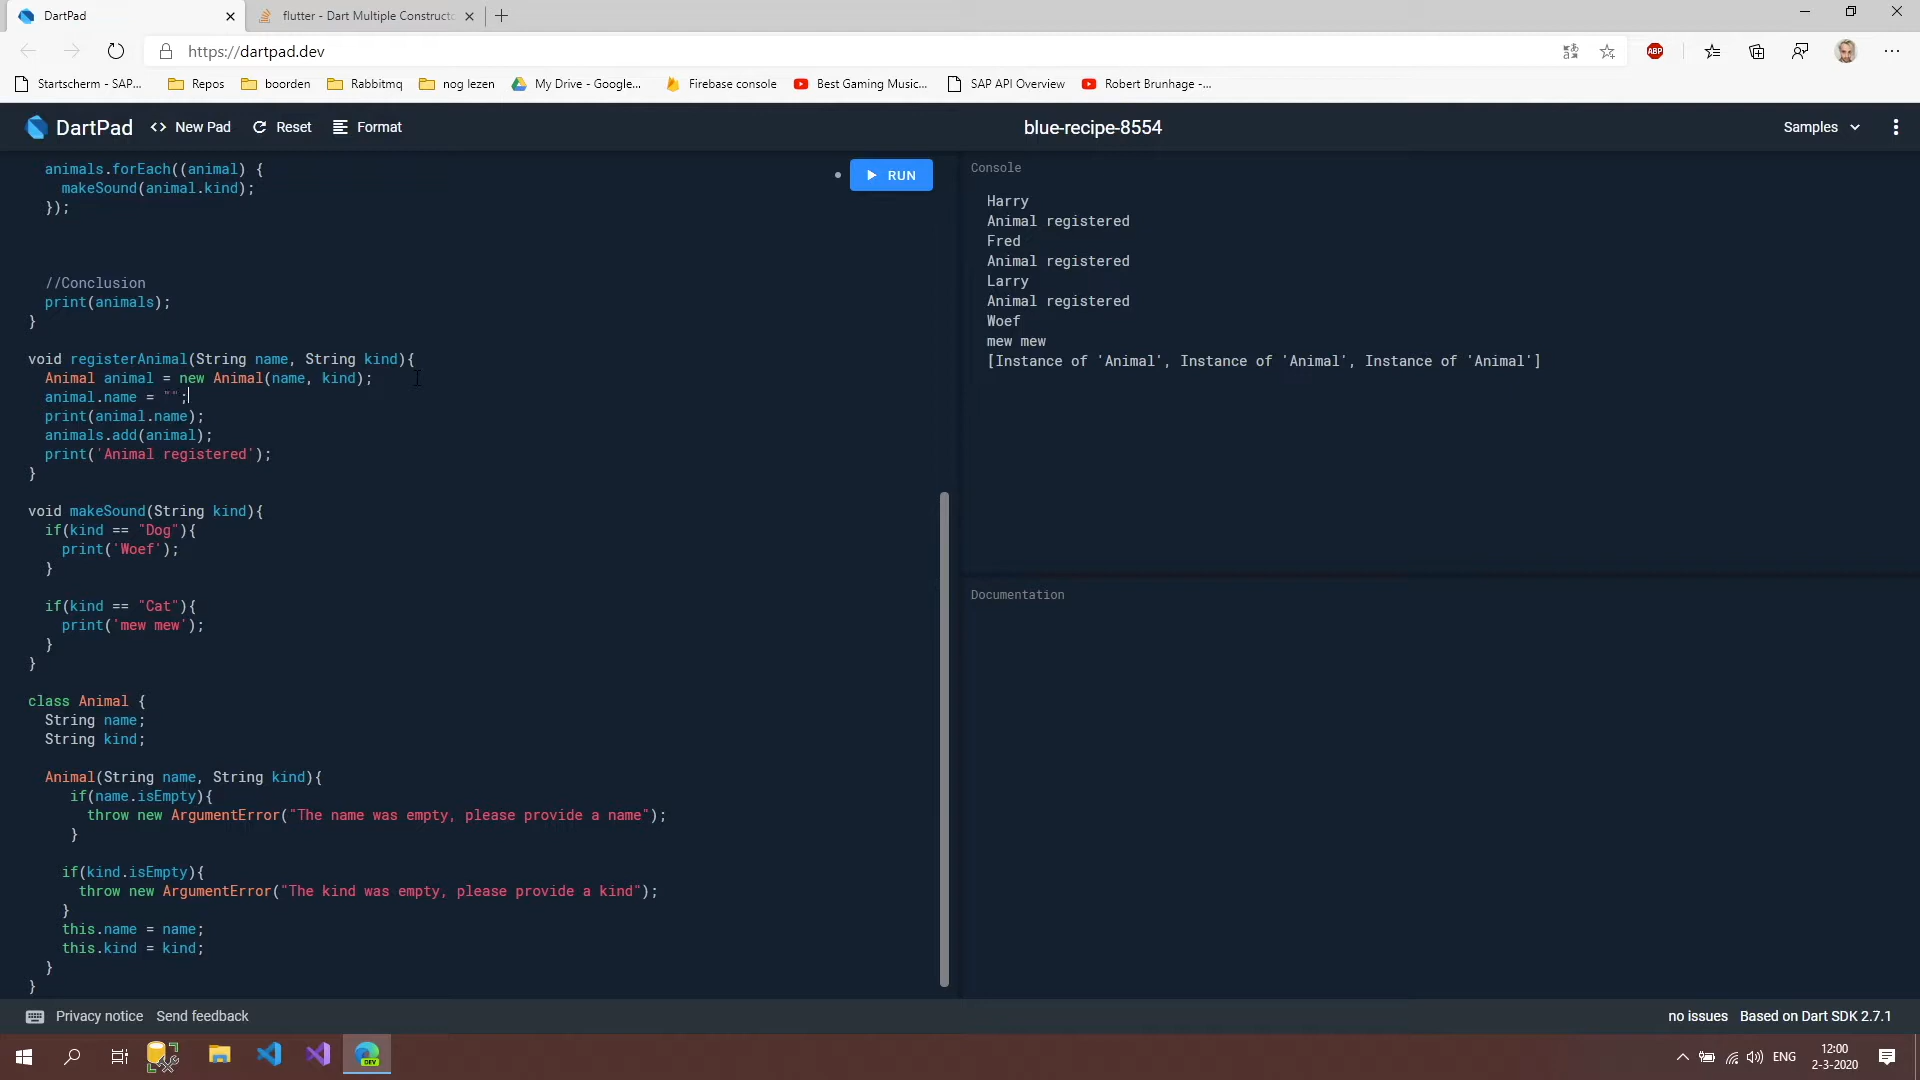 DartPad
flutter - Dart Multiple Constructo
https://dartpad.dev
ABP
Startscherm - SAP...
Repos
boorden
Rabbitmq
nog lezen
My Drive - Google...
Firebase console
Best Gaming Music...
SAP API Overview
Robert Brunhage -...
DartPad
<> New Pad
Reset
Format
blue-recipe-8554
Samples
animals.forEach((animal) {
makeSound(animal.kind);
});
//Conclusion
print(animals);
}
void registerAnimal(String name, String kind){
Animal animal = new Animal(name, kind);
animal.name = "";
print(animal.name);
animals.add(animal);
print('Animal registered');
}
void makeSound(String kind){
if(kind == "Dog"){
print('Woef');
}
if(kind == "Cat"){
print('mew mew');
}
}
class Animal {
String name;
String kind;
Animal(String name, String kind){
if(name.isEmpty){
throw new ArgumentError("The name was empty, please provide a name");
}
if(kind.isEmpty){
throw new ArgumentError("The kind was empty, please provide a kind");
}
this.name = name;
this.kind = kind;
}
}
RUN
Console
Harry
Animal registered
Fred
Animal registered
Larry
Animal registered
Woef
mew mew
[Instance of 'Animal', Instance of 'Animal', Instance of 'Animal']
Documentation
Privacy notice
Send feedback
no issues
Based on Dart SDK 2.7.1
DEV
ENG
12:00
2-3-2020